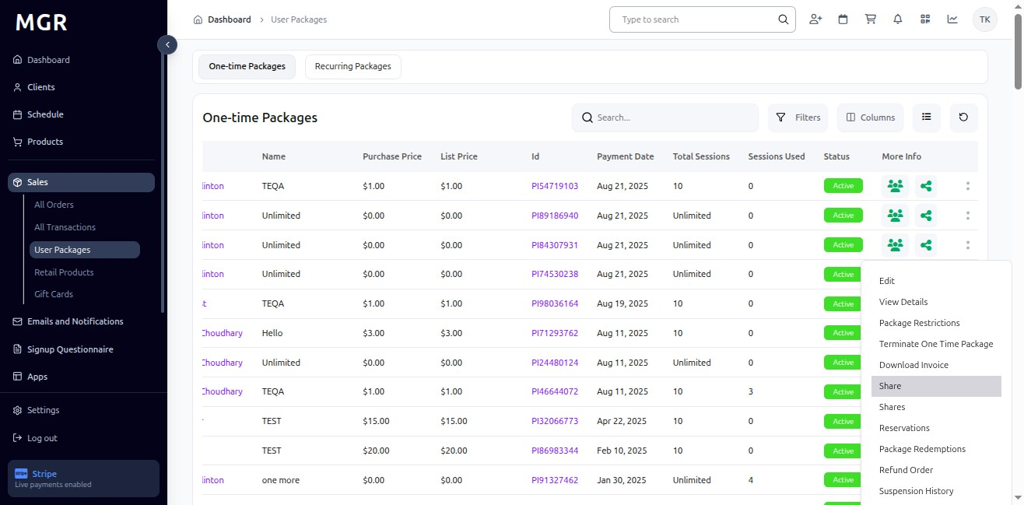 MGR
Dashboard
Clients
Schedule
Products
Sales
All Orders
All Transactions
User Packages
Retail Products
Gift Cards
Emails and Notifications
Signup Questionnaire
Apps
Settings
Log out
Stripe
Live payments enabled
Dashboard > User Packages
Type to search
TK
One-time Packages Recurring Packages
One-time Packages
Search... Filters Columns
Name Purchase Price List Price Id Payment Date Total Sessions Sessions Used Status More Info
linton TEQA $1.00 $1.00 PI54719103 Aug 21, 2025 10 0 Active
linton Unlimited $0.00 $0.00 PI89186940 Aug 21, 2025 Unlimited 0 Active
linton Unlimited $0.00 $0.00 PI84307931 Aug 21, 2025 Unlimited 0 Active
linton Unlimited $0.00 $0.00 PI74530238 Aug 21, 2025 Unlimited 0 Active
TEQA $1.00 $1.00 PI98036164 Aug 19, 2025 10 0 Active
Choudhary Hello $3.00 $3.00 PI71293762 Aug 11, 2025 10 0 Active
Choudhary Unlimited $0.00 $0.00 PI24480124 Aug 11, 2025 Unlimited 0 Active
Choudhary TEQA $1.00 $1.00 PI46644072 Aug 11, 2025 10 3 Active
TEST $15.00 $15.00 PI32066773 Apr 22, 2025 10 0 Active
TEST $20.00 $20.00 PI86983344 Feb 10, 2025 10 0 Active
linton one more $0.00 $0.00 PI91327462 Jan 30, 2025 Unlimited 4 Active
Edit
View Details
Package Restrictions
Terminate One Time Package
Download Invoice
Share
Shares
Reservations
Package Redemptions
Refund Order
Suspension History